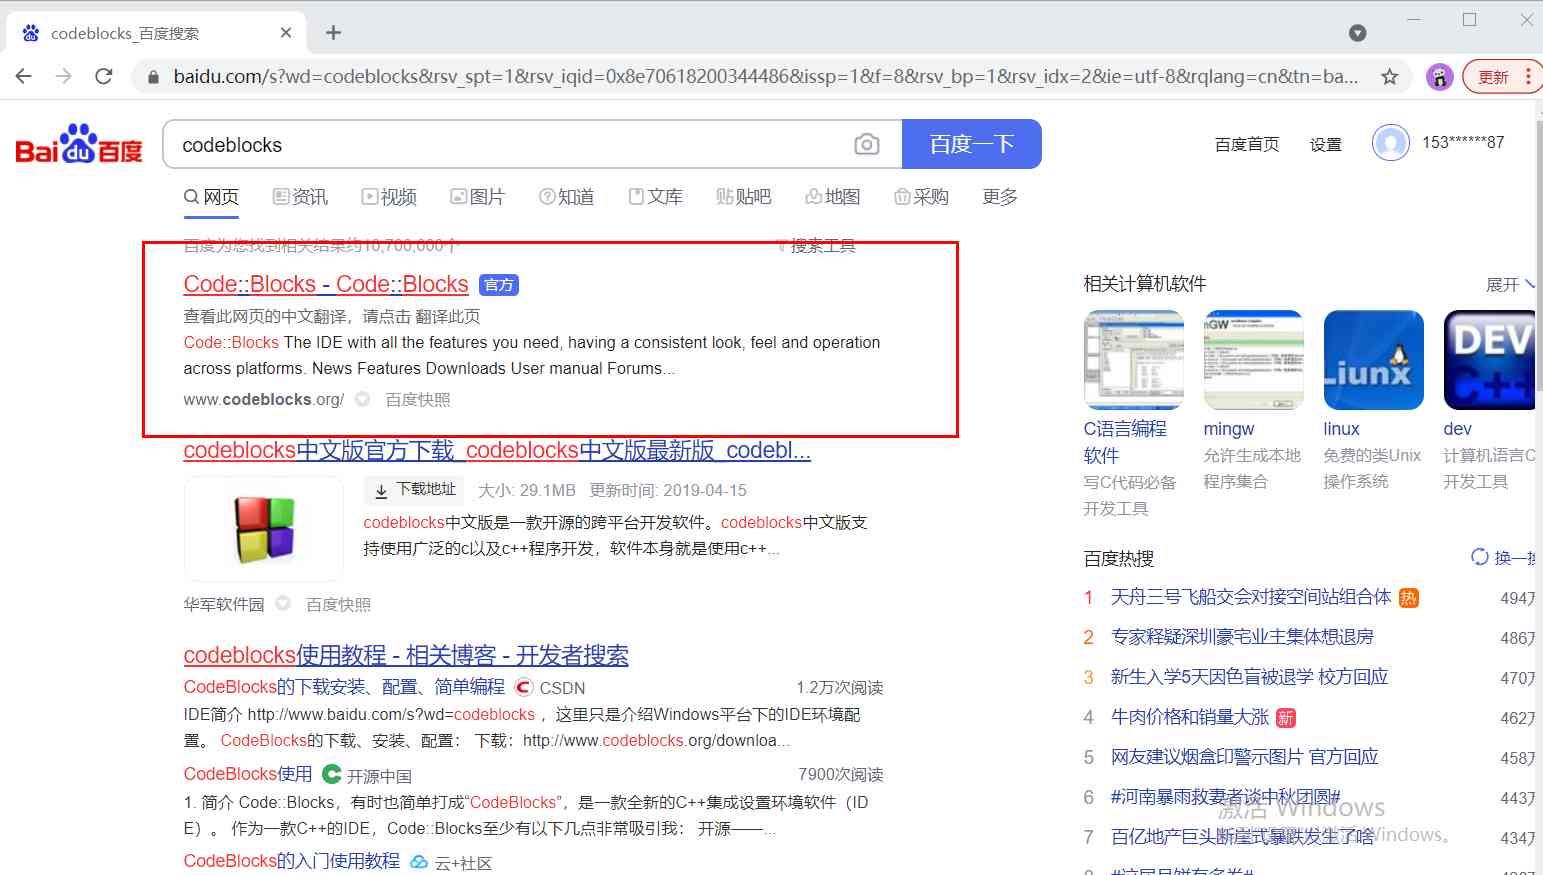 codeblocks_百度搜索
baidu.com/s?wd=codeblocks&rsv_spt=1&rsv_iqid=0x8e70618200344486&issp=1&f=8&rsv_bp=1&rsv_idx=2&ie=utf-8&rqlang=cn&tn=ba...
更新
Bai du 百度
codeblocks
百度一下
百度首页 设置 153******87
网页 资讯 视频 图片 知道 文库 贴吧 地图 采购 更多
百度为您找到相关结果约10,700,000个
搜索工具
Code::Blocks - Code::Blocks 官方
查看此网页的中文翻译，请点击 翻译此页
Code::Blocks The IDE with all the features you need, having a consistent look, feel and operation
across platforms. News Features Downloads User manual Forums...
www.codeblocks.org/ 百度快照
codeblocks中文版官方下载_codeblocks中文版最新版_codebl...
下载地址 大小: 29.1MB 更新时间: 2019-04-15
codeblocks中文版是一款开源的跨平台开发软件。codeblocks中文版支
持使用广泛的c以及c++程序开发，软件本身就是使用c++...
华军软件园 百度快照
codeblocks使用教程 - 相关博客 - 开发者搜索
CodeBlocks的下载安装、配置、简单编程 CSDN 1.2万次阅读
IDE简介 http://www.baidu.com/s?wd=codeblocks ，这里只是介绍Windows平台下的IDE环境配
置。 CodeBlocks的下载、安装、配置： 下载：http://www.codeblocks.org/downloa...
CodeBlocks使用 开源中国 7900次阅读
1. 简介 Code::Blocks，有时也简单打成“CodeBlocks”，是一款全新的C++集成设置环境软件（ID
E）。 作为一款C++的IDE，Code::Blocks至少有以下几点非常吸引我： 开源——...
CodeBlocks的入门使用教程 云+社区
相关计算机软件 展开
nGW
Liunx
DEV
C++
C语言编程
软件
写C代码必备
开发工具
mingw
允许生成本地
程序集合
linux
免费的类Unix
操作系统
dev
计算机语言C
开发工具
百度热搜 换一换
1 天舟三号飞船交会对接空间站组合体 热 494万
2 专家释疑深圳豪宅业主集体想退房 486万
3 新生入学5天因色盲被退学 校方回应 470万
4 牛肉价格和销量大涨 新 462万
5 网友建议烟盒印警示图片 官方回应 458万
6 #河南暴雨救妻者谈中秋团圆# 443万
7 百亿地产巨头断崖式暴跌发生了啥 434万
激活 Windows
Windows。